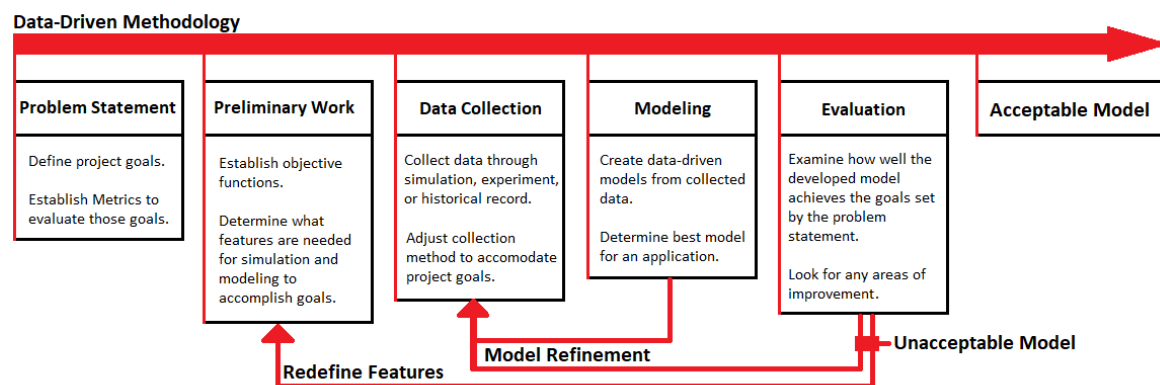 Data-Driven Methodology
Problem Statement
Define project goals.
Establish Metrics to
evaluate those goals.
Preliminary Work
Establish objective
functions.
Determine what
features are needed
for simulation and
modeling to
accomplish goals.
Data Collection
Collect data through
simulation, experiment,
or historical record.
Adjust collection
method to accomodate
project goals.
Modeling
Create data-driven
models from collected
data.
Determine best model
for an application.
Evaluation
Examine how well the
developed model
achieves the goals set
by the problem
statement.
Look for any areas of
improvement.
Acceptable Model
Unacceptable Model
Model Refinement
Redefine Features